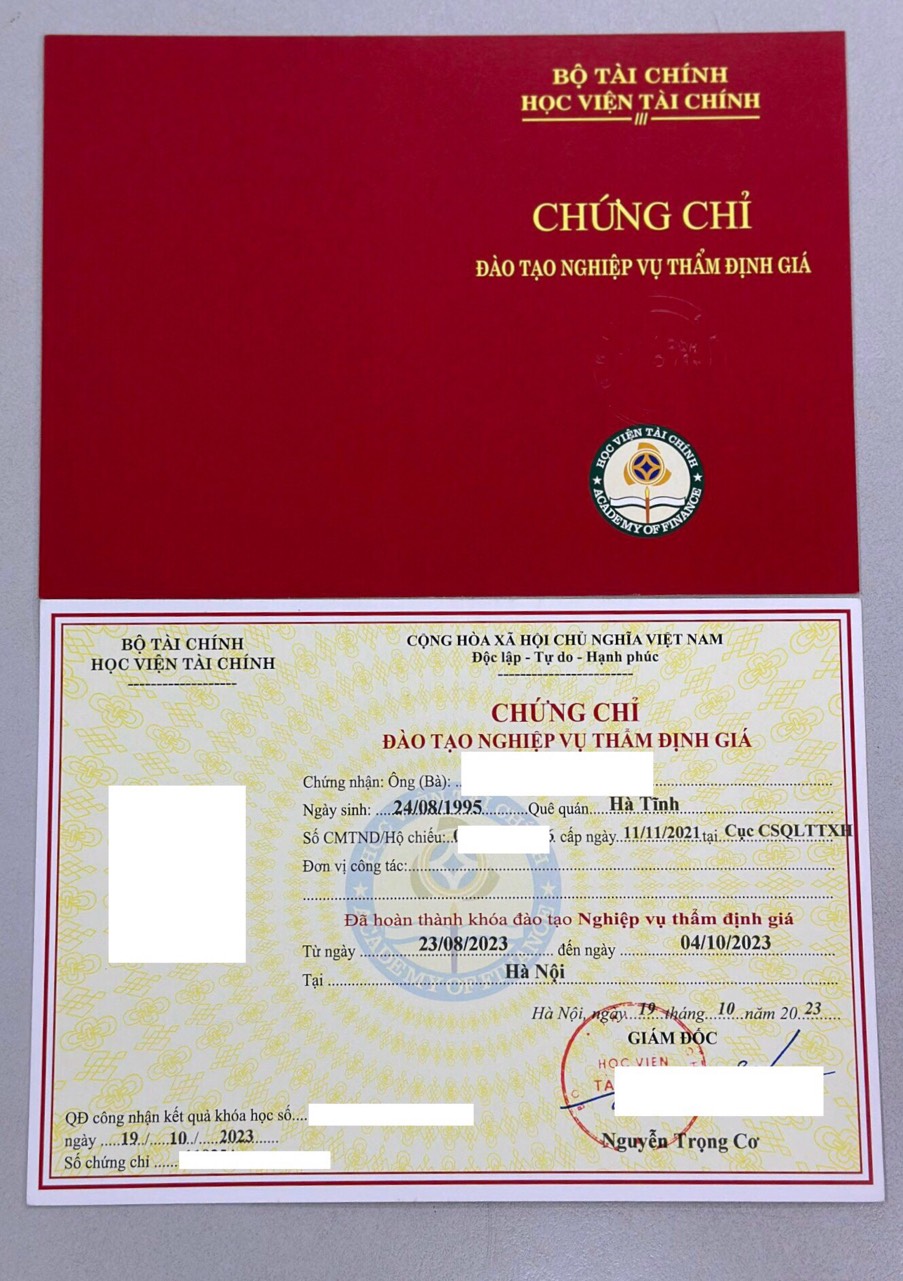 BỘ TÀI CHÍNH
HỌC VIỆN TÀI CHÍNH
CHỨNG CHỈ
ĐÀO TẠO NGHIỆP VỤ THẨM ĐỊNH GIÁ
HỌC VIỆN TÀI CHÍNH
ACADEMY OF FINANCE
BỘ TÀI CHÍNH
HỌC VIỆN TÀI CHÍNH
CỘNG HÒA XÃ HỘI CHỦ NGHĨA VIỆT NAM
Độc lập - Tự do - Hạnh phúc
CHỨNG CHỈ
ĐÀO TẠO NGHIỆP VỤ THẨM ĐỊNH GIÁ
Chứng nhận: Ông (Bà):
Ngày sinh: 24/08/1995 Quê quán Hà Tĩnh
Số CMTND/Hộ chiếu: cấp ngày 11/11/2021 tại Cục CSQLTTXH
Đơn vị công tác:
Đã hoàn thành khóa đào tạo Nghiệp vụ thẩm định giá
Từ ngày 23/08/2023 đến ngày 04/10/2023
Tại Hà Nội
Hà Nội, ngày 19 tháng 10 năm 2023
GIÁM ĐỐC
HỌC VIỆN
Nguyễn Trọng Cơ
QĐ công nhận kết quả khóa học số
ngày 19 / 10 / 2023
Số chứng chỉ
ACADEMY OF FINANCE